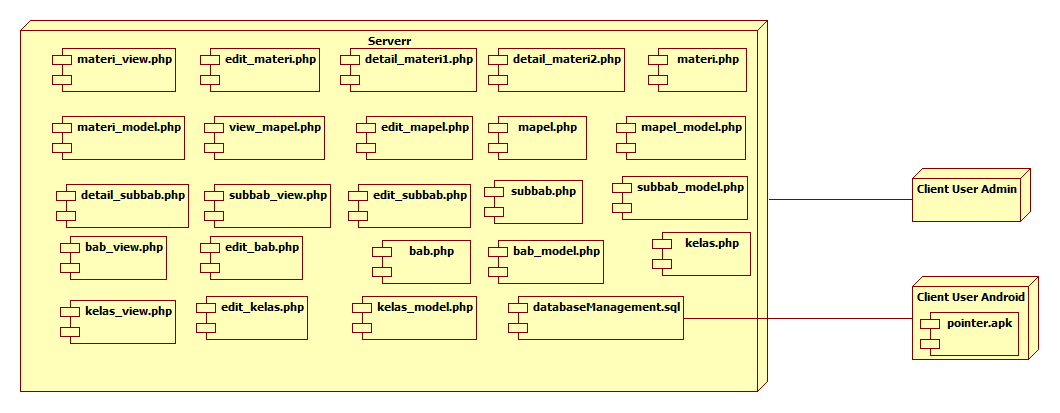 Serverr
materi_view.php
edit_materi.php
detail_materi1.php
detail_materi2.php
materi.php
materi_model.php
view_mapel.php
edit_mapel.php
mapel.php
mapel_model.php
detail_subbab.php
subbab_view.php
edit_subbab.php
subbab.php
subbab_model.php
Client User Admin
bab_view.php
edit_bab.php
bab.php
bab_model.php
kelas.php
kelas_view.php
edit_kelas.php
kelas_model.php
databaseManagement.sql
Client User Android
pointer.apk